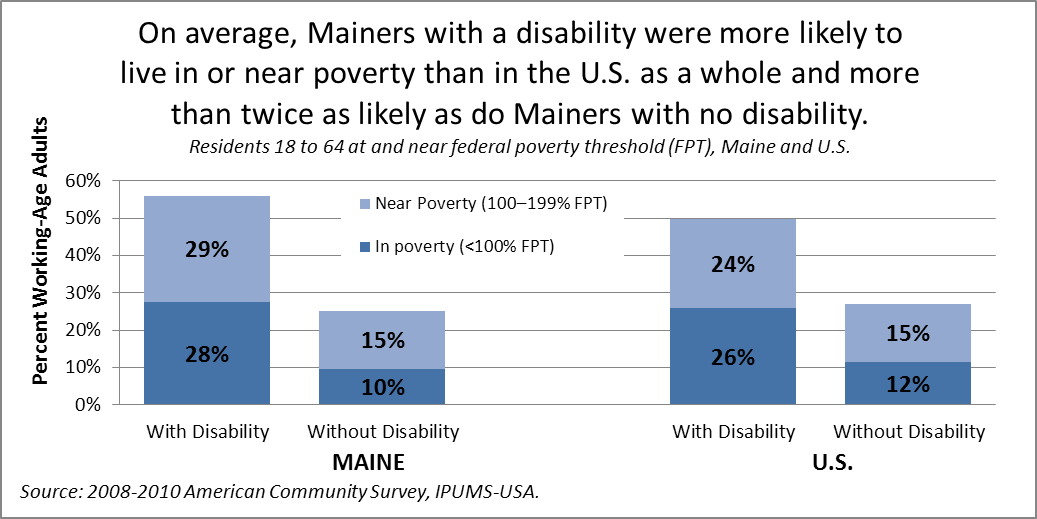 On average, Mainers with a disability were more likely to
live in or near poverty than in the U.S. as a whole and more
than twice as likely as do Mainers with no disability.
Residents 18 to 64 at and near federal poverty threshold (FPT), Maine and U.S.
Percent Working-Age Adults
60%
50%
40%
30%
20%
10%
0%
Near Poverty (100–199% FPT)
In poverty (<100% FPT)
29%
28%
15%
10%
24%
26%
15%
12%
With Disability
Without Disability
With Disability
Without Disability
MAINE
U.S.
Source: 2008-2010 American Community Survey, IPUMS-USA.